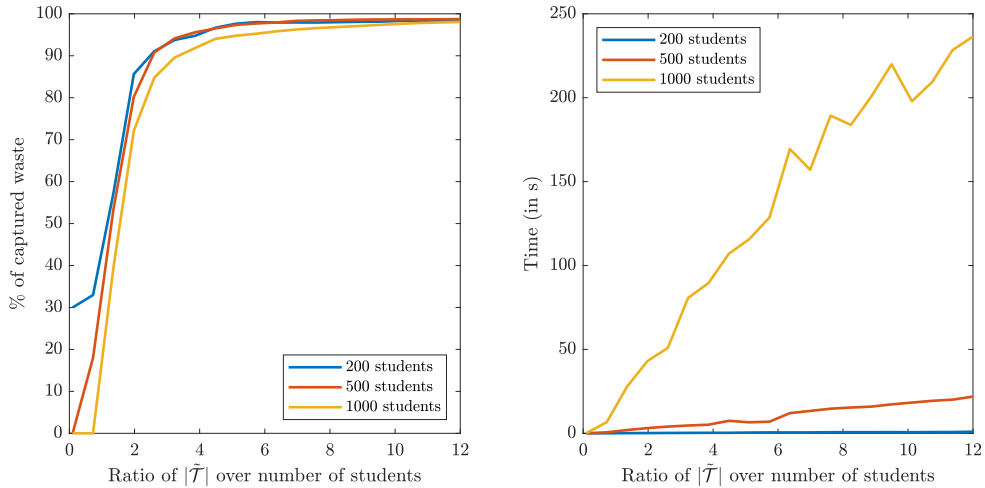 100
90
80
70
60
50
40
30
20
10
0
% of captured waste
200 students
500 students
1000 students
0 2 4 6 8 10 12
Ratio of |𝒯̃| over number of students
250
200
150
100
50
0
Time (in s)
200 students
500 students
1000 students
0 2 4 6 8 10 12
Ratio of |𝒯̃| over number of students